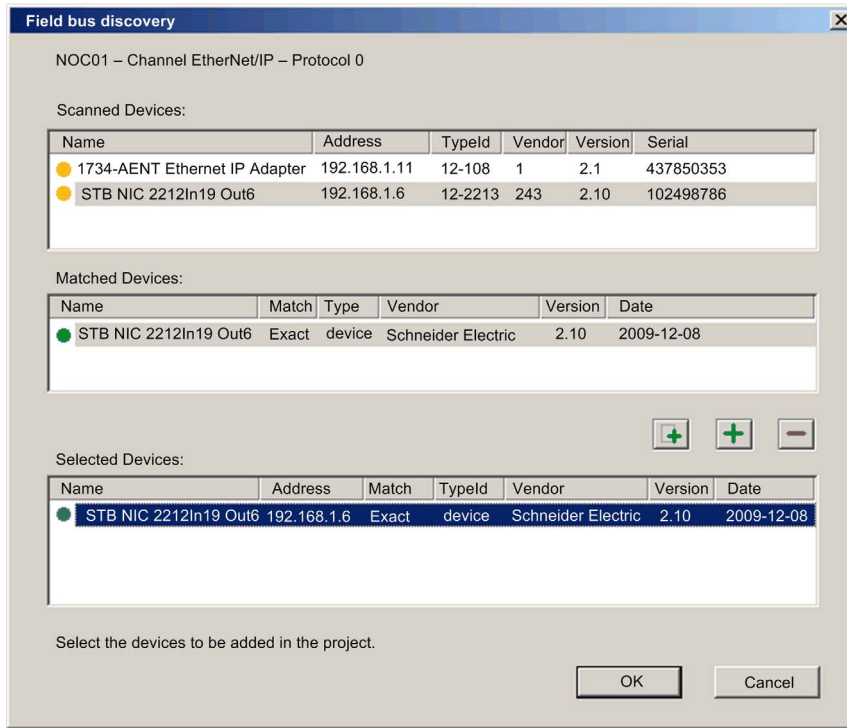 Field bus discovery
NOC01 – Channel EtherNet/IP – Protocol 0
Scanned Devices:
Name Address TypeId Vendor Version Serial
1734-AENT Ethernet IP Adapter 192.168.1.11 12-108 1 2.1 437850353
STB NIC 2212In19 Out6 192.168.1.6 12-2213 243 2.10 102498786
Matched Devices:
Name Match Type Vendor Version Date
STB NIC 2212In19 Out6 Exact device Schneider Electric 2.10 2009-12-08
Selected Devices:
Name Address Match TypeId Vendor Version Date
STB NIC 2212In19 Out6 192.168.1.6 Exact device Schneider Electric 2.10 2009-12-08
Select the devices to be added in the project.
OK Cancel